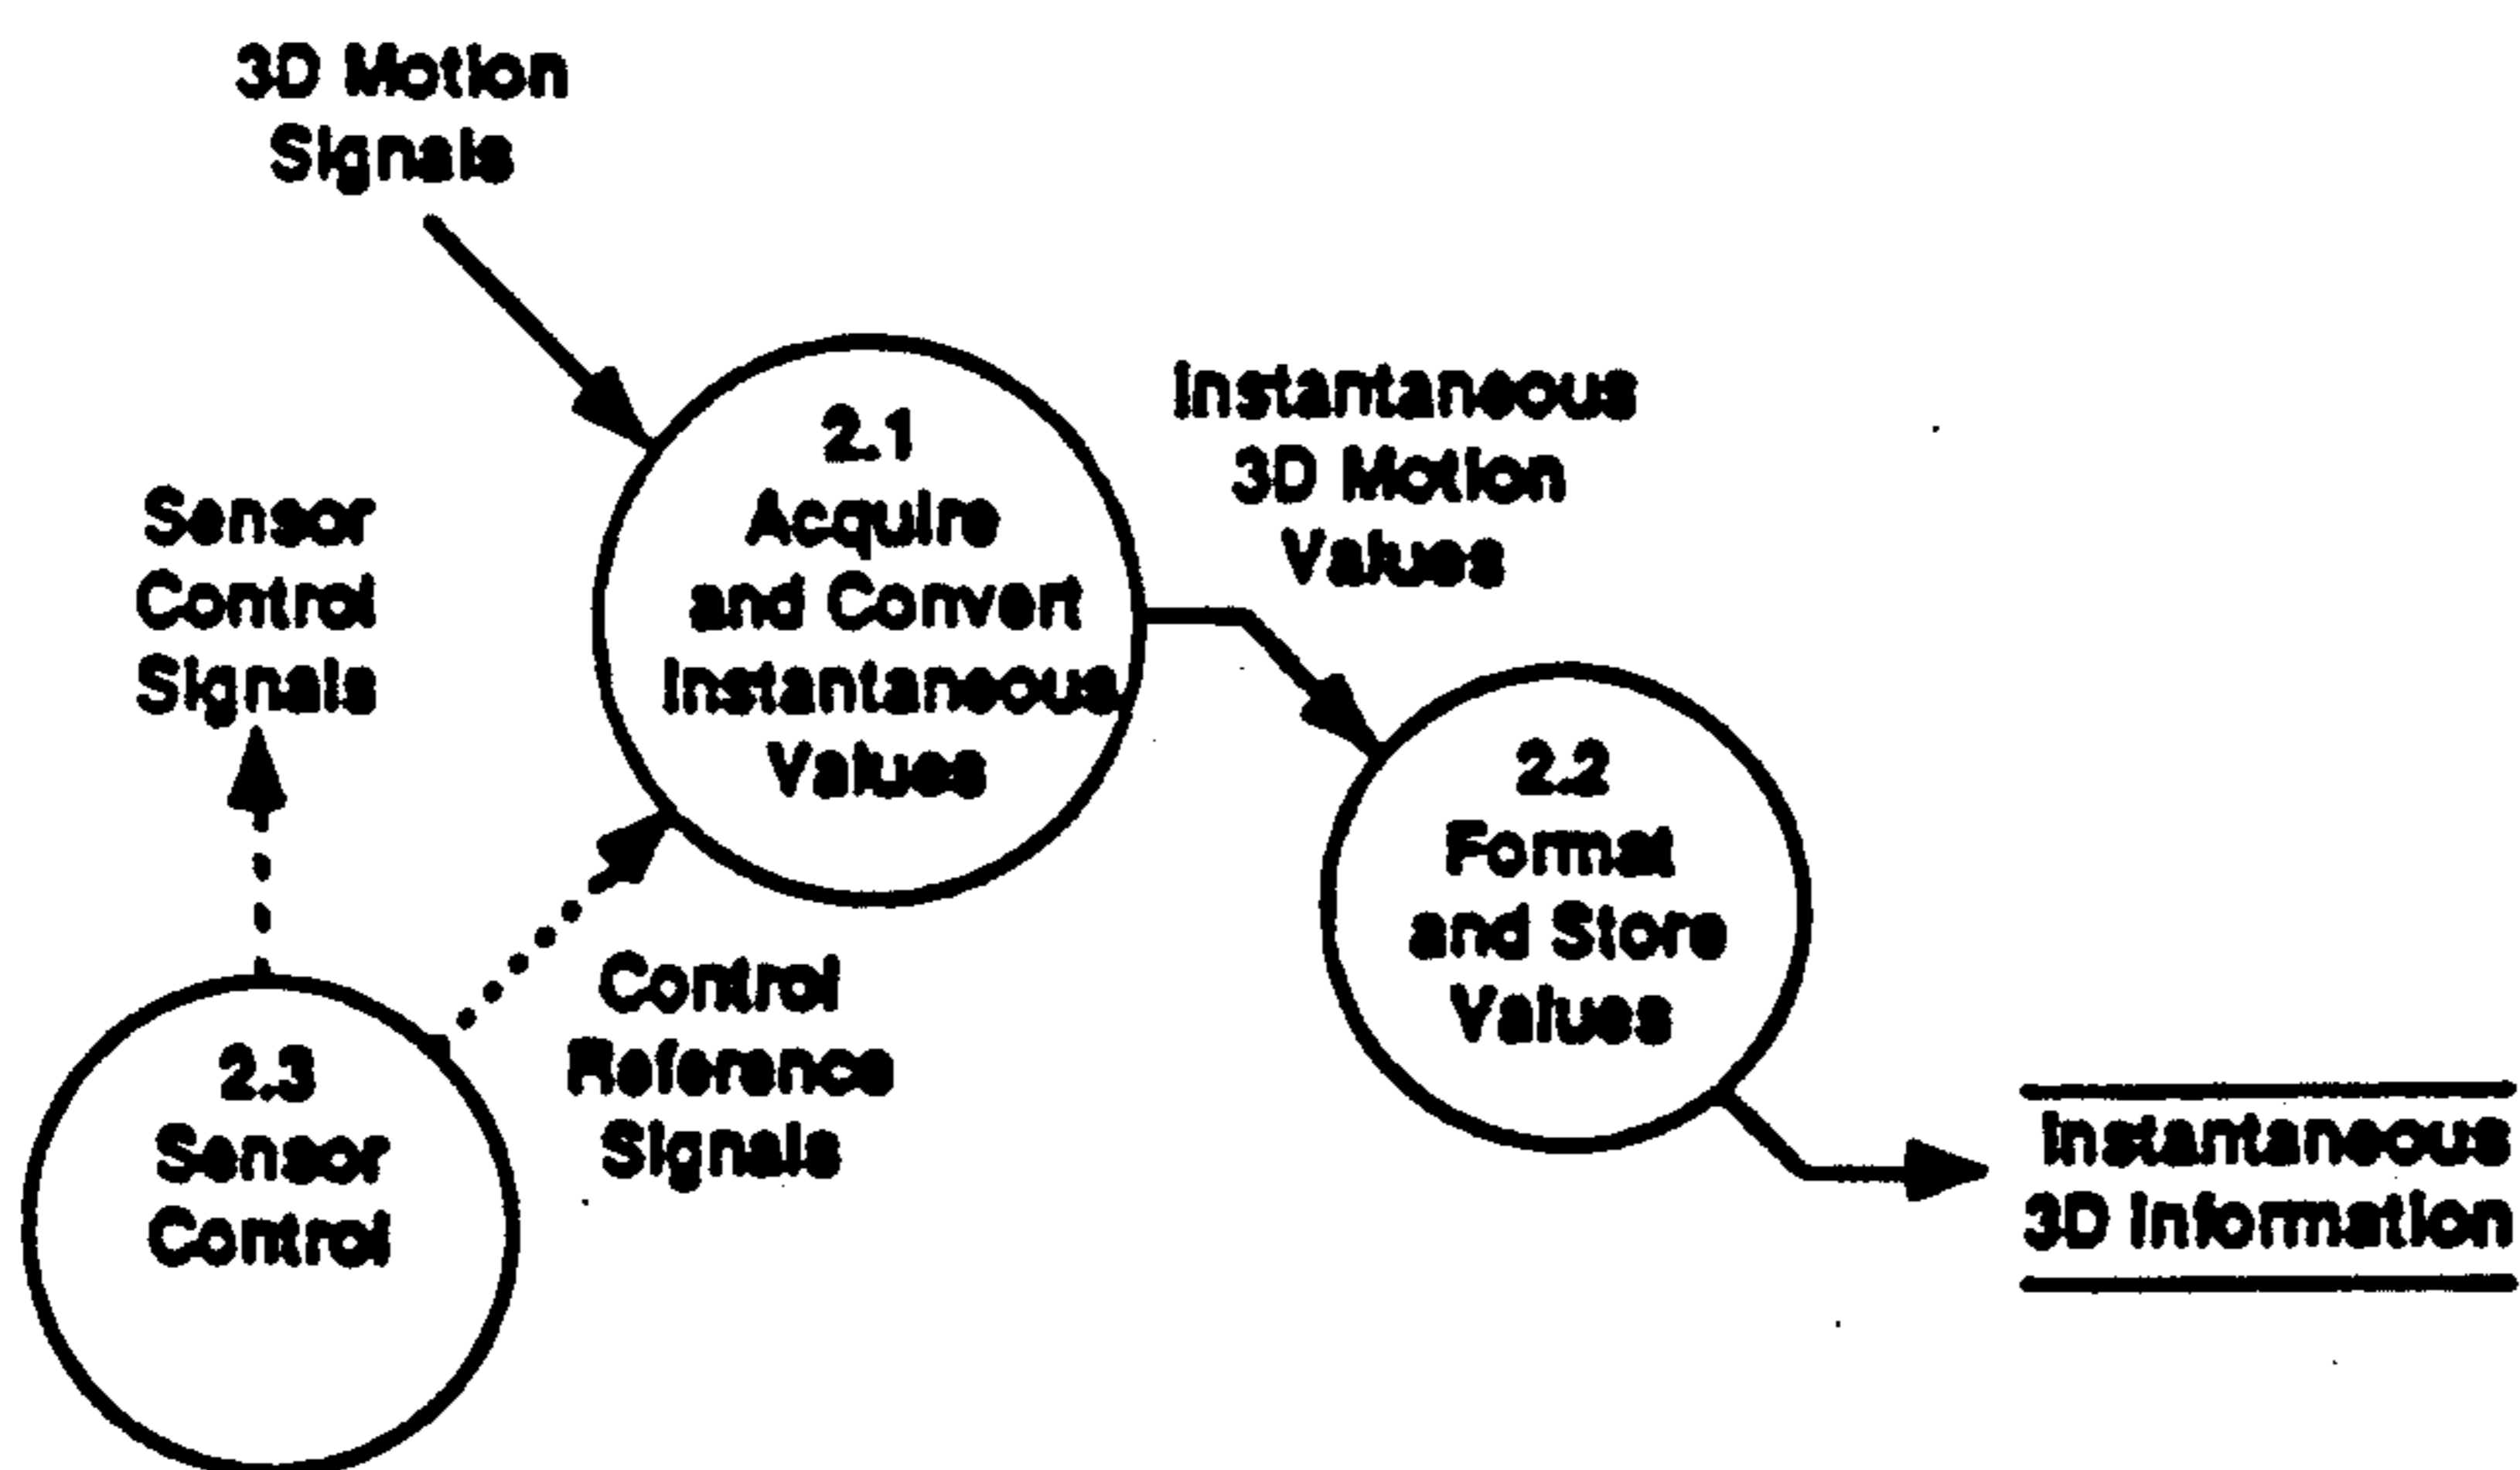 3D Motion
Signals
2.1
Acquire
and Convert
Instantaneous
Values
Instantaneous
3D Motion
Values
Sensor
Control
Signals
2.2
Format
and Store
Values
Control
Reference
Signals
2.3
Sensor
Control
Instantaneous
3D Information